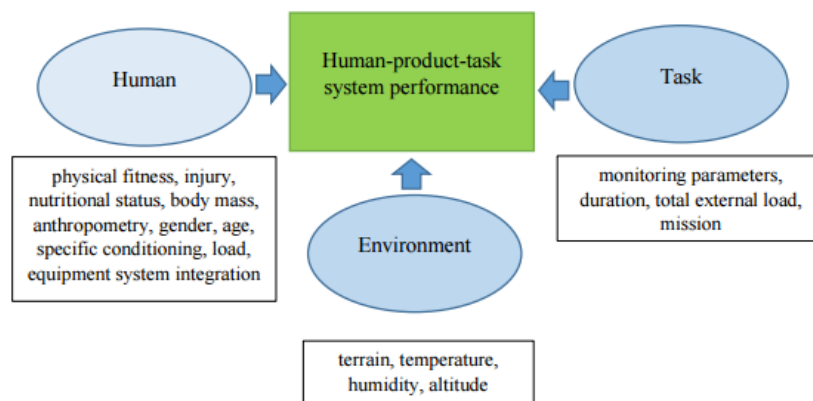 Human
Human-product-task
system performance
Task
physical fitness, injury,
nutritional status, body mass,
anthropometry, gender, age,
specific conditioning, load,
equipment system integration
monitoring parameters,
duration, total external load,
mission
Environment
terrain, temperature,
humidity, altitude